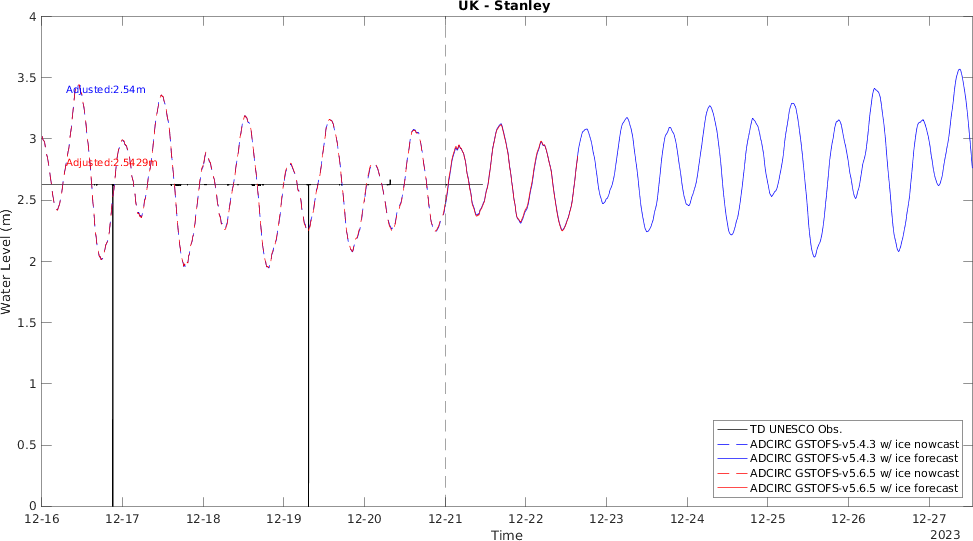 UK - Stanley
4
3.5
3
2.5
2
1.5
1
0.5
0
Water Level (m)
Adjusted:2.54m
Adjusted:2.5429m
TD UNESCO Obs.
ADCIRC GSTOFS-v5.4.3 w/ ice nowcast
ADCIRC GSTOFS-v5.4.3 w/ ice forecast
ADCIRC GSTOFS-v5.6.5 w/ ice nowcast
ADCIRC GSTOFS-v5.6.5 w/ ice forecast
12-16 12-17 12-18 12-19 12-20 12-21 12-22 12-23 12-24 12-25 12-26 12-27
Time
2023